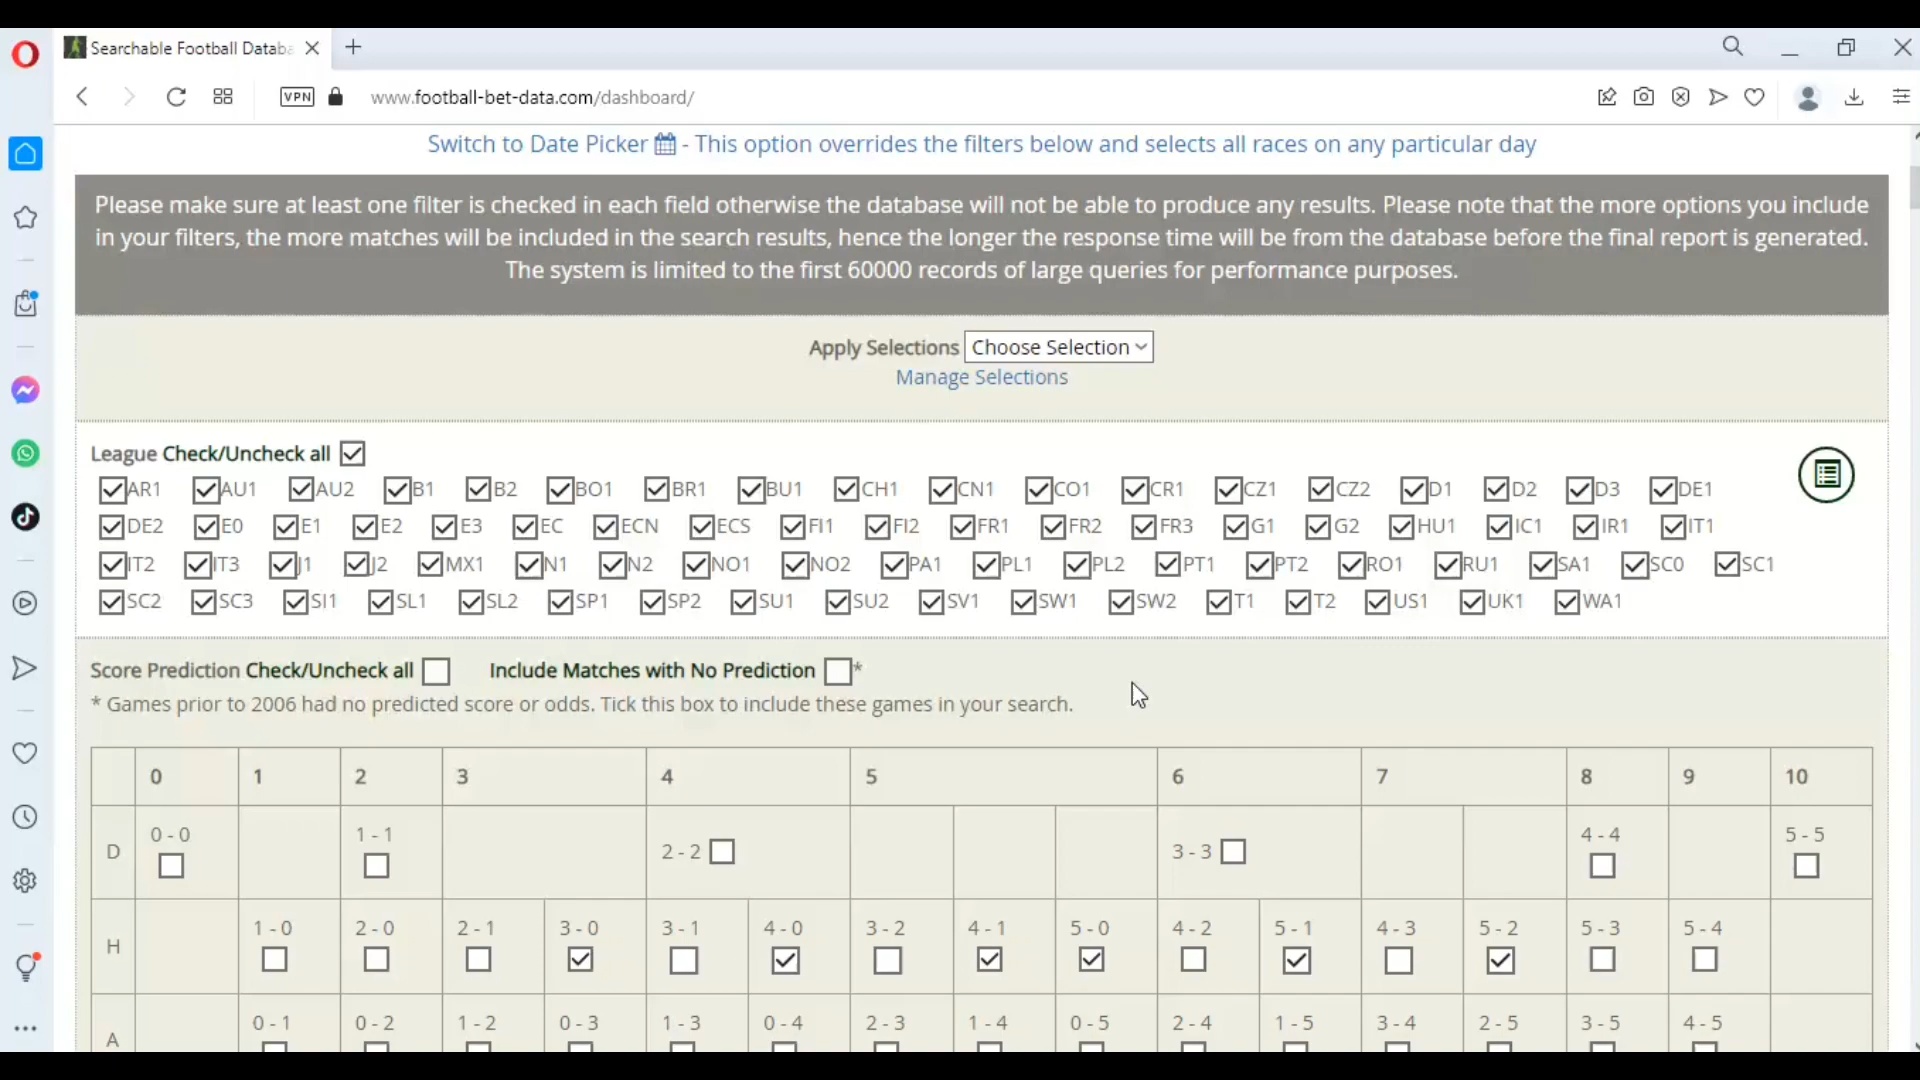 Searchable Football Datab
VPN www.football-bet-data.com/dashboard/
Switch to Date Picker - This option overrides the filters below and selects all races on any particular day
Please make sure at least one filter is checked in each field otherwise the database will not be able to produce any results. Please note that the more options you include
in your filters, the more matches will be included in the search results, hence the longer the response time will be from the database before the final report is generated.
The system is limited to the first 60000 records of large queries for performance purposes.
Apply Selections Choose Selection
Manage Selections
League Check/Uncheck all
AR1 AU1 AU2 B1 B2 BO1 BR1 BU1 CH1 CN1 CO1 CR1 CZ1 CZ2 D1 D2 D3 DE1
DE2 E0 E1 E2 E3 EC ECN ECS FI1 FI2 FR1 FR2 FR3 G1 G2 HU1 IC1 IR1 IT1
IT2 IT3 J1 J2 MX1 N1 N2 NO1 NO2 PA1 PL1 PL2 PT1 PT2 RO1 RU1 SA1 SC0 SC1
SC2 SC3 SI1 SL1 SL2 SP1 SP2 SU1 SU2 SV1 SW1 SW2 T1 T2 US1 UK1 WA1
Score Prediction Check/Uncheck all Include Matches with No Prediction *
* Games prior to 2006 had no predicted score or odds. Tick this box to include these games in your search.
0 1 2 3 4 5 6 7 8 9 10
D 0 - 0 1 - 1 2 - 2 3 - 3 4 - 4 5 - 5
H 1 - 0 2 - 0 2 - 1 3 - 0 3 - 1 4 - 0 3 - 2 4 - 1 5 - 0 4 - 2 5 - 1 4 - 3 5 - 2 5 - 3 5 - 4
A 0 - 1 0 - 2 1 - 2 0 - 3 1 - 3 0 - 4 2 - 3 1 - 4 0 - 5 2 - 4 1 - 5 3 - 4 2 - 5 3 - 5 4 - 5